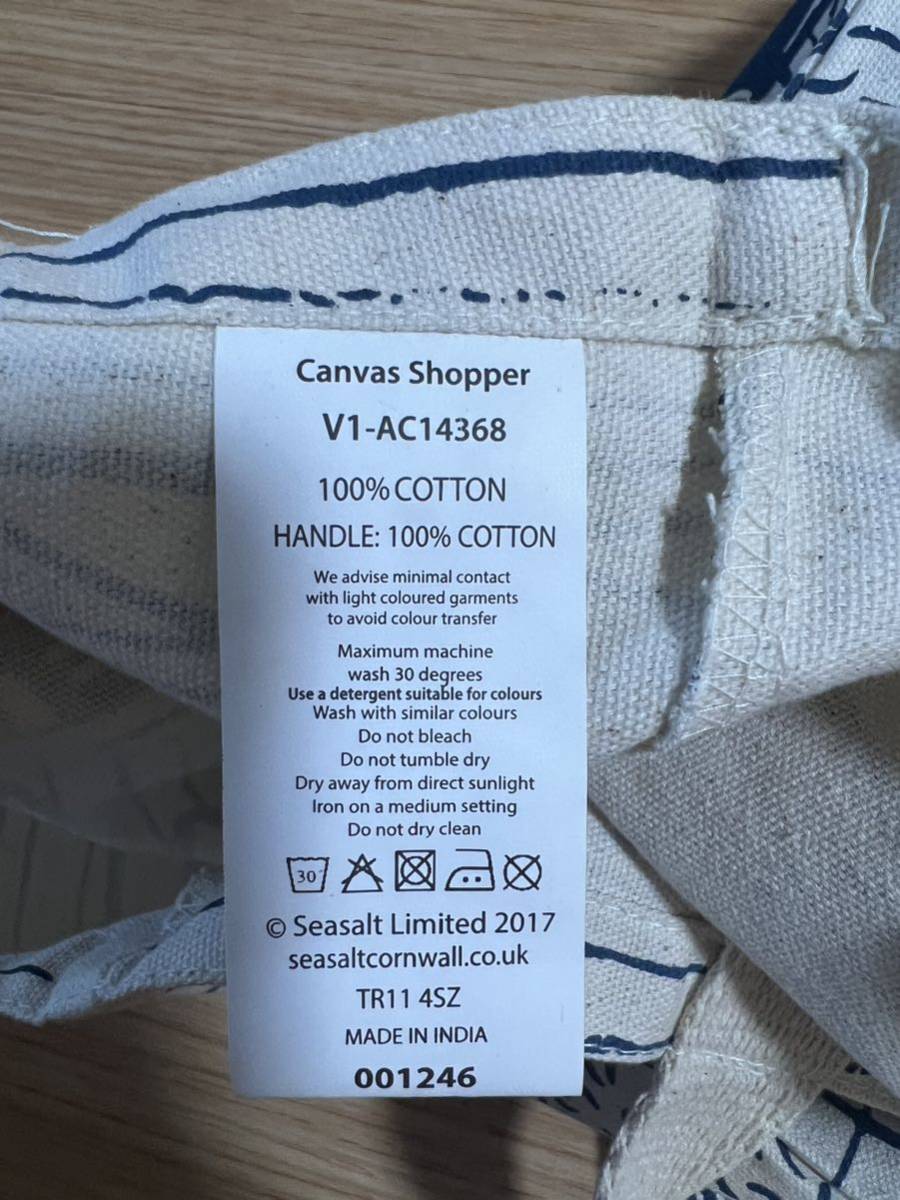 Canvas Shopper
V1-AC14368
100% COTTON
HANDLE: 100% COTTON
We advise minimal contact
with light coloured garments
to avoid colour transfer
Maximum machine
wash 30 degrees
Use a detergent suitable for colours
Wash with similar colours
Do not bleach
Do not tumble dry
Dry away from direct sunlight
Iron on a medium setting
Do not dry clean
30°
© Seasalt Limited 2017
seasaltcornwall.co.uk
TR11 4SZ
MADE IN INDIA
001246